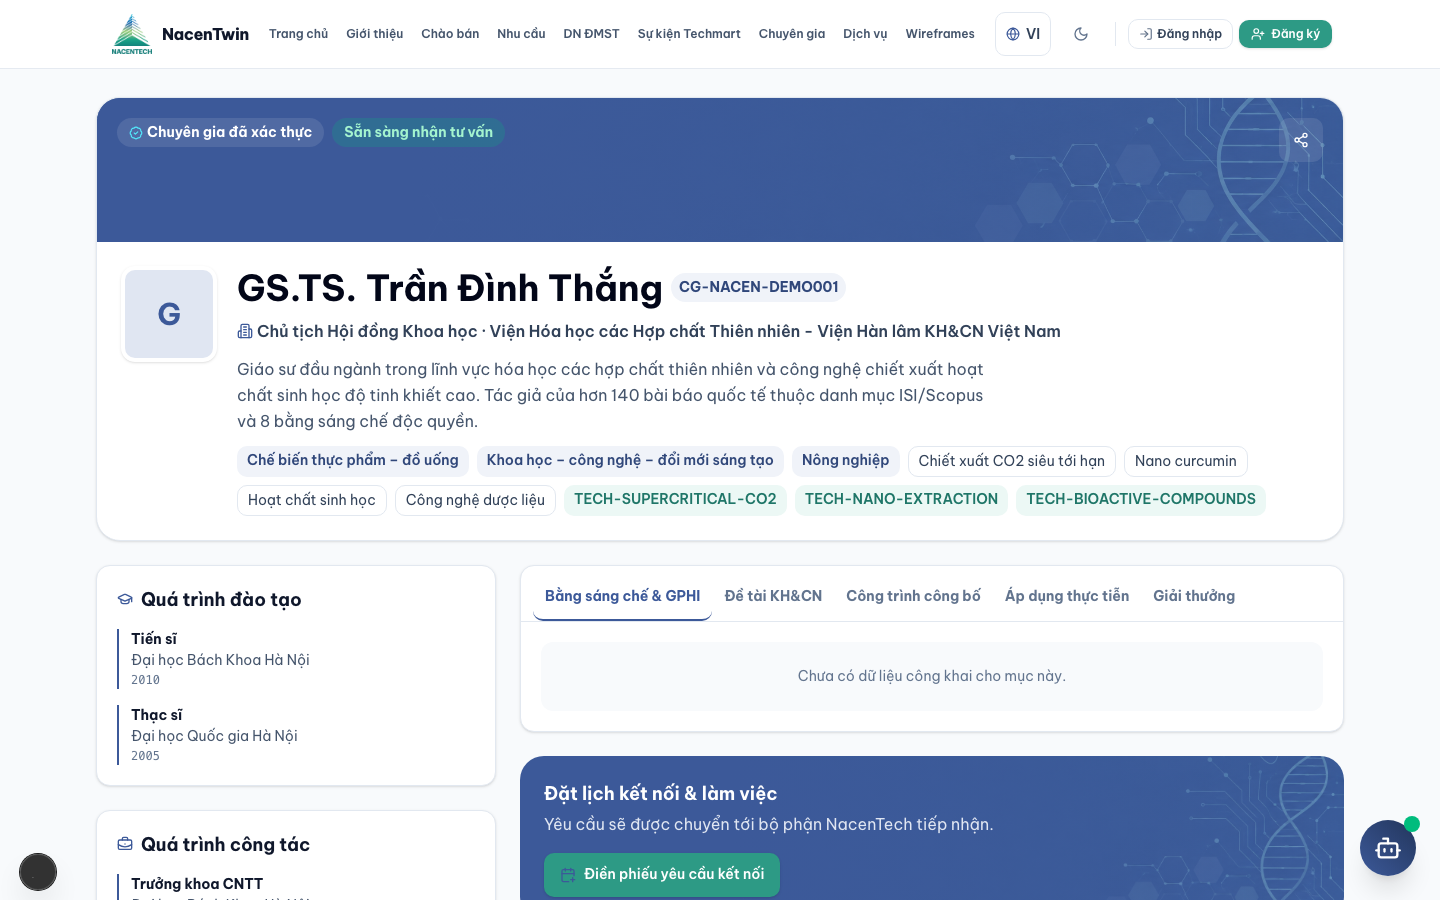 NACENTECH
NacenTwin
Trang chủ
Giới thiệu
Chào bán
Nhu cầu
DN ĐMST
Sự kiện Techmart
Chuyên gia
Dịch vụ
Wireframes
VI
Đăng nhập
Đăng ký
Chuyên gia đã xác thực
Sẵn sàng nhận tư vấn
G
GS.TS. Trần Đình Thắng
CG-NACEN-DEMO001
Chủ tịch Hội đồng Khoa học · Viện Hóa học các Hợp chất Thiên nhiên - Viện Hàn lâm KH&CN Việt Nam
Giáo sư đầu ngành trong lĩnh vực hóa học các hợp chất thiên nhiên và công nghệ chiết xuất hoạt
chất sinh học độ tinh khiết cao. Tác giả của hơn 140 bài báo quốc tế thuộc danh mục ISI/Scopus
và 8 bằng sáng chế độc quyền.
Chế biến thực phẩm – đồ uống
Khoa học – công nghệ – đổi mới sáng tạo
Nông nghiệp
Chiết xuất CO2 siêu tới hạn
Nano curcumin
Hoạt chất sinh học
Công nghệ dược liệu
TECH-SUPERCRITICAL-CO2
TECH-NANO-EXTRACTION
TECH-BIOACTIVE-COMPOUNDS
Quá trình đào tạo
Tiến sĩ
Đại học Bách Khoa Hà Nội
2010
Thạc sĩ
Đại học Quốc gia Hà Nội
2005
Quá trình công tác
Trưởng khoa CNTT
Bằng sáng chế & GPHI
Đề tài KH&CN
Công trình công bố
Áp dụng thực tiễn
Giải thưởng
Chưa có dữ liệu công khai cho mục này.
Đặt lịch kết nối & làm việc
Yêu cầu sẽ được chuyển tới bộ phận NacenTech tiếp nhận.
Điền phiếu yêu cầu kết nối